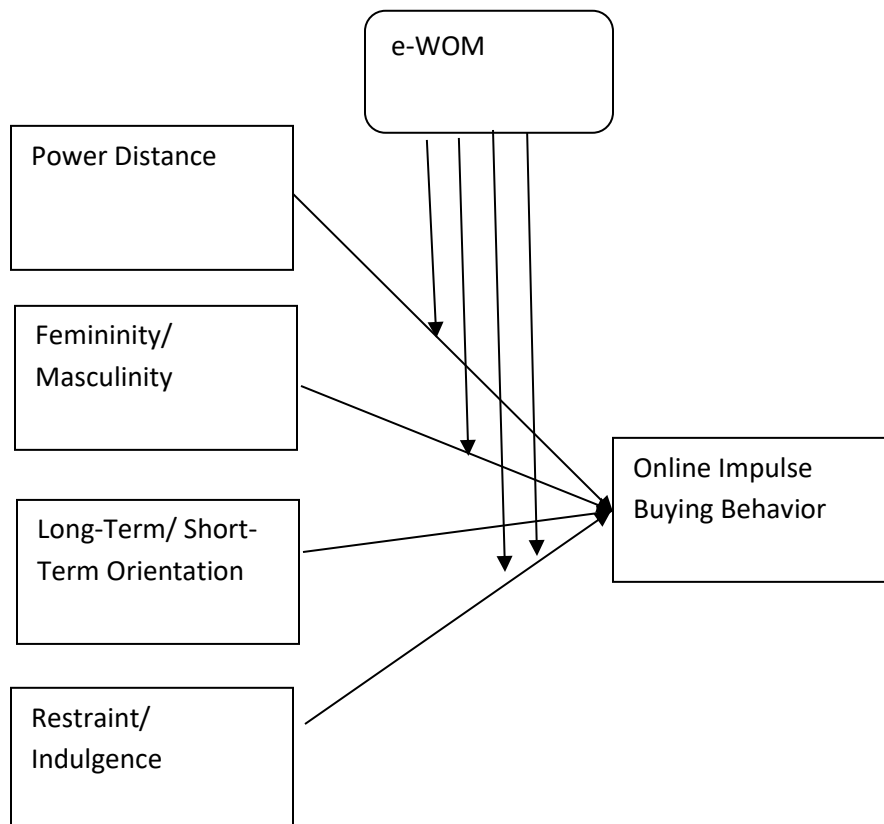 e-WOM
Power Distance
Femininity/
Masculinity
Online Impulse
Buying Behavior
Long-Term/ Short-
Term Orientation
Restraint/
Indulgence